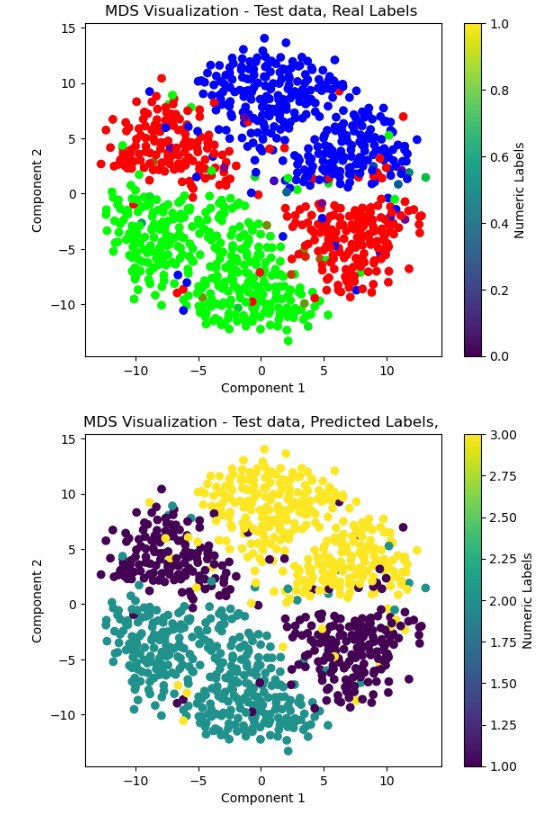 MDS Visualization - Test data, Real Labels
15
10
5
0
−5
−10
Component 2
−10 −5 0 5 10
Component 1
1.0
0.8
0.6
0.4
0.2
0.0
Numeric Labels
MDS Visualization - Test data, Predicted Labels,
15
10
5
0
−5
−10
Component 2
−10 −5 0 5 10
Component 1
3.00
2.75
2.50
2.25
2.00
1.75
1.50
1.25
1.00
Numeric Labels